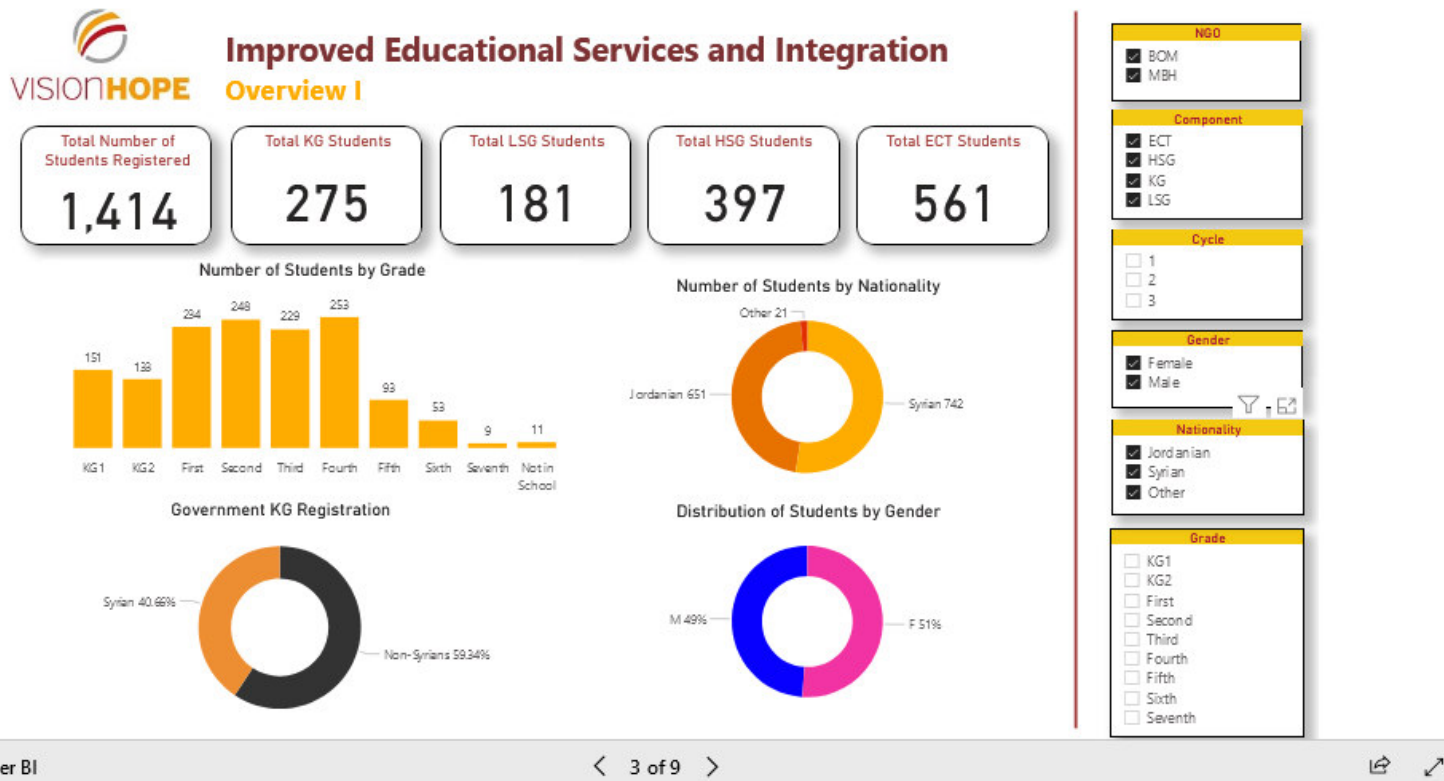 VISIONHOPE
Improved Educational Services and Integration
Overview I
Total Number of
Students Registered
1,414
Total KG Students
275
Total LSG Students
181
Total HSG Students
397
Total ECT Students
561
Number of Students by Grade
151
133
234
248
229
253
93
53
9
11
KG1
KG2
First
Second
Third
Fourth
Fifth
Sixth
Seventh
Not in
School
Number of Students by Nationality
Other 21
Jordanian 651
Syrian 742
Government KG Registration
Syrian 40.66%
Non-Syrians 59.34%
Distribution of Students by Gender
M 49%
F 51%
NGO
BOM
MBH
Component
ECT
HSG
KG
LSG
Cycle
1
2
3
Gender
Female
Male
Nationality
Jordanian
Syrian
Other
Grade
KG1
KG2
First
Second
Third
Fourth
Fifth
Sixth
Seventh
er BI
3 of 9